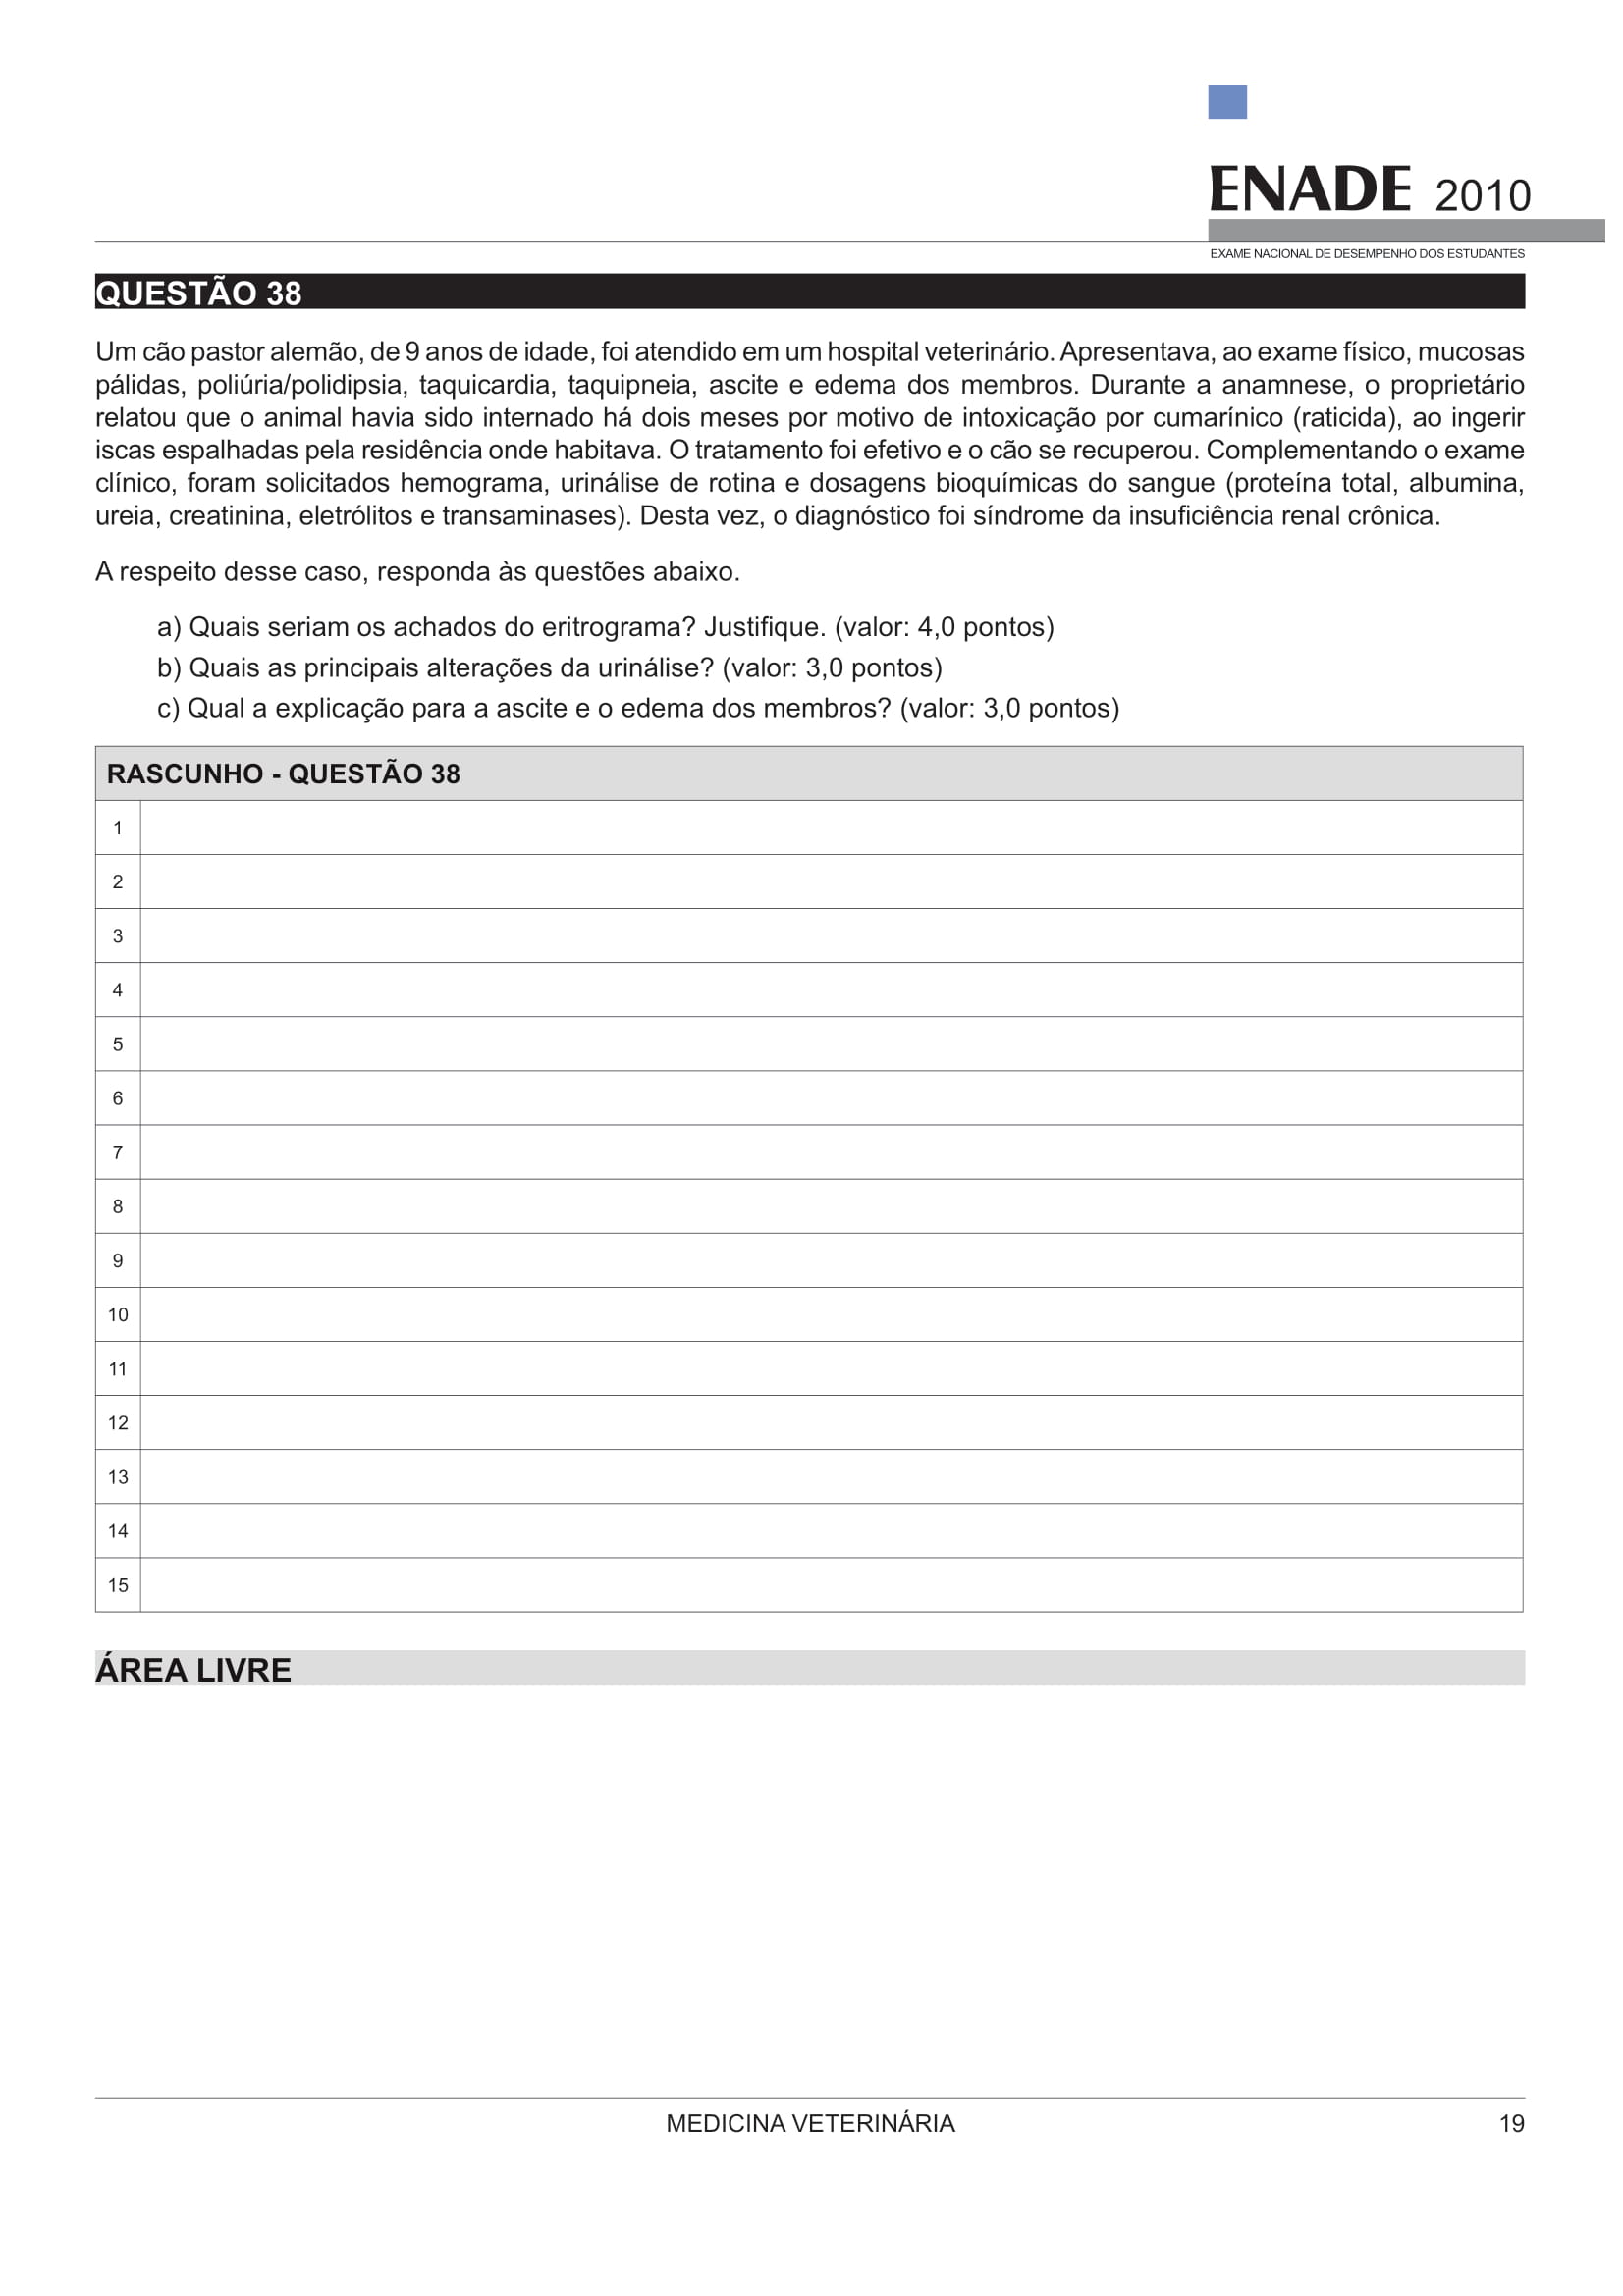 ENADE 2010
EXAME NACIONAL DE DESEMPENHO DOS ESTUDANTES
QUESTÃO 38
Um cão pastor alemão, de 9 anos de idade, foi atendido em um hospital veterinário. Apresentava, ao exame físico, mucosas
pálidas, poliúria/polidipsia, taquicardia, taquipneia, ascite e edema dos membros. Durante a anamnese, o proprietário
relatou que o animal havia sido internado há dois meses por motivo de intoxicação por cumarínico (raticida), ao ingerir
iscas espalhadas pela residência onde habitava. O tratamento foi efetivo e o cão se recuperou. Complementando o exame
clínico, foram solicitados hemograma, urinálise de rotina e dosagens bioquímicas do sangue (proteína total, albumina,
ureia, creatinina, eletrólitos e transaminases). Desta vez, o diagnóstico foi síndrome da insuficiência renal crônica.
A respeito desse caso, responda às questões abaixo.
a) Quais seriam os achados do eritrograma? Justifique. (valor: 4,0 pontos)
b) Quais as principais alterações da urinálise? (valor: 3,0 pontos)
c) Qual a explicação para a ascite e o edema dos membros? (valor: 3,0 pontos)
RASCUNHO - QUESTÃO 38
1
2
3
4
5
6
7
8
9
10
11
12
13
14
15
ÁREA LIVRE
MEDICINA VETERINÁRIA 19